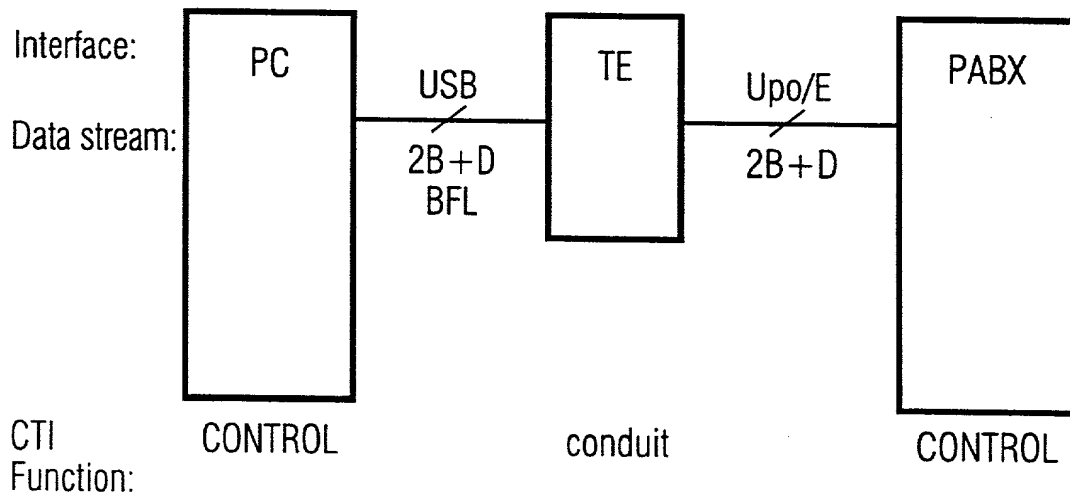 Interface:
PC
TE
PABX
USB
Upo/E
Data stream:
2B+D
BFL
2B+D
CTI
Function:
CONTROL
conduit
CONTROL